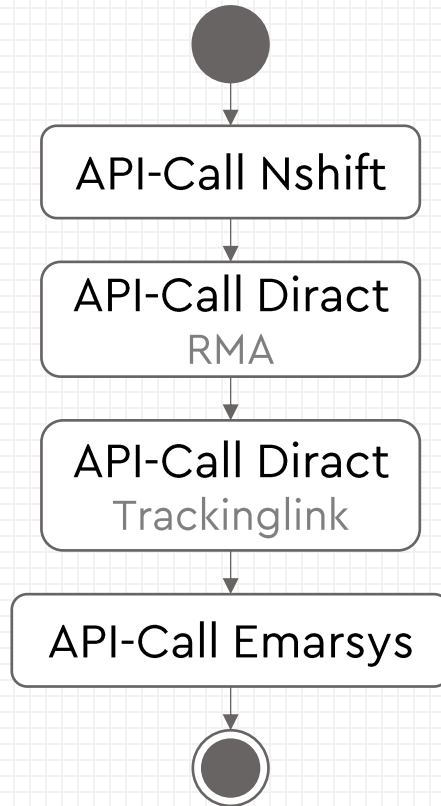 API-Call Nshift
API-Call Diract
RMA
API-Call Diract
Trackinglink
API-Call Emarsys